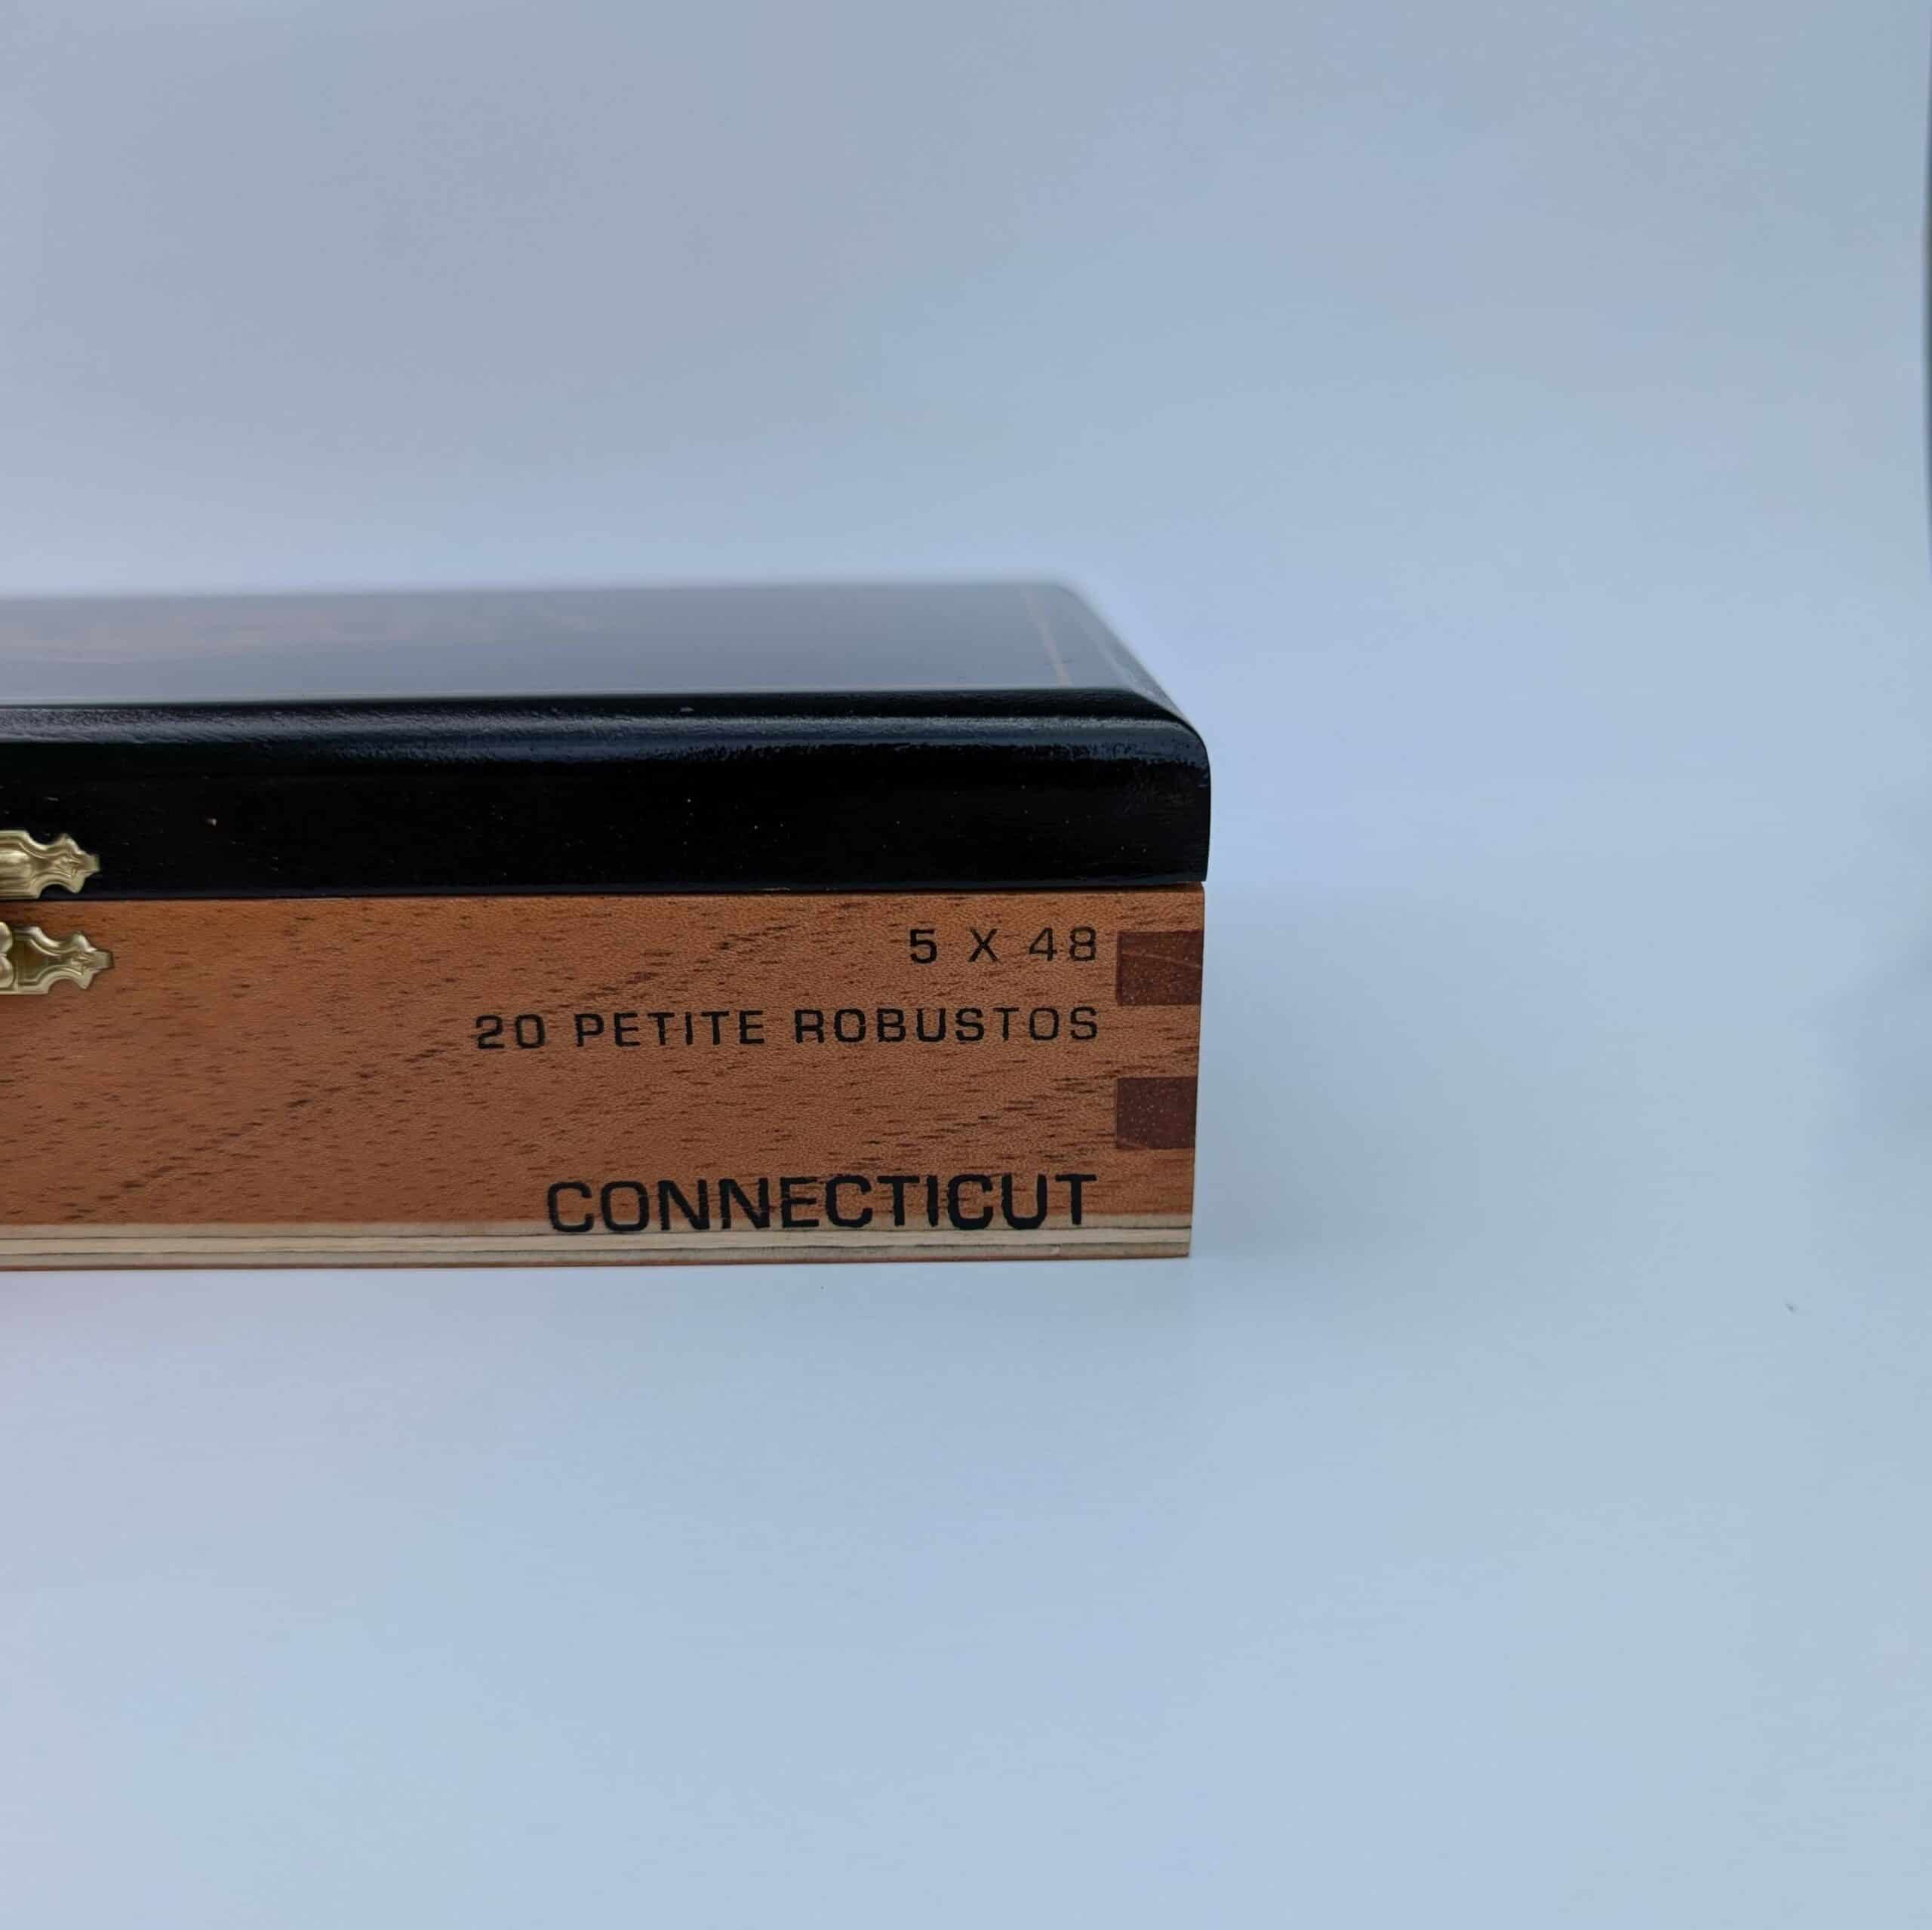 5 X 48
20 PETITE ROBUSTOS
CONNECTICUT